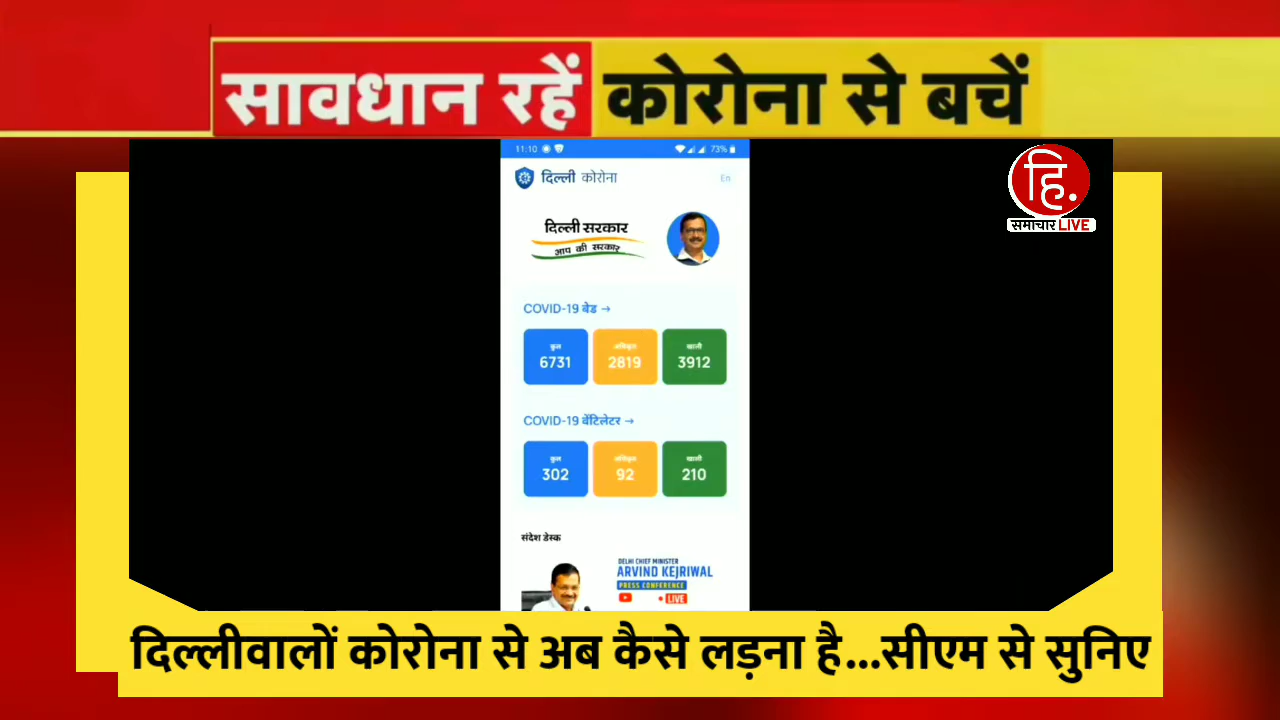 सावधान रहें कोरोना से बचें
11:10 73%
दिल्ली कोरोना En
हि.
समाचार LIVE
दिल्ली सरकार
आप की सरकार
COVID-19 बेड →
कुल खाली
6731 2819 3912
COVID-19 वेंटिलेटर →
कुल खाली
302 92 210
संदेश डेस्क
DELHI CHIEF MINISTER
ARVIND KEJRIWAL
PRESS CONFERENCE
LIVE
दिल्लीवालों कोरोना से अब कैसे लड़ना है...सीएम से सुनिए